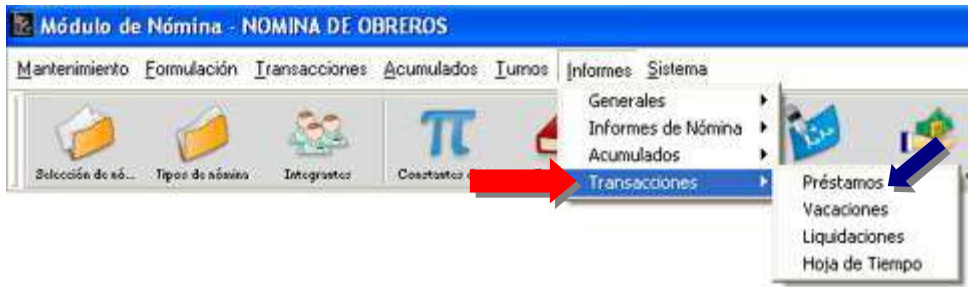 Módulo de Nómina - NOMINA DE OBREROS
Mantenimiento Formulación Transacciones Acumulados Turnos Informes Sistema
Generales
Informes de Nómina
Acumulados
Transacciones
Selección de nó... Tipos de nómina Integrantes Constantes
Préstamos
Vacaciones
Liquidaciones
Hoja de Tiempo